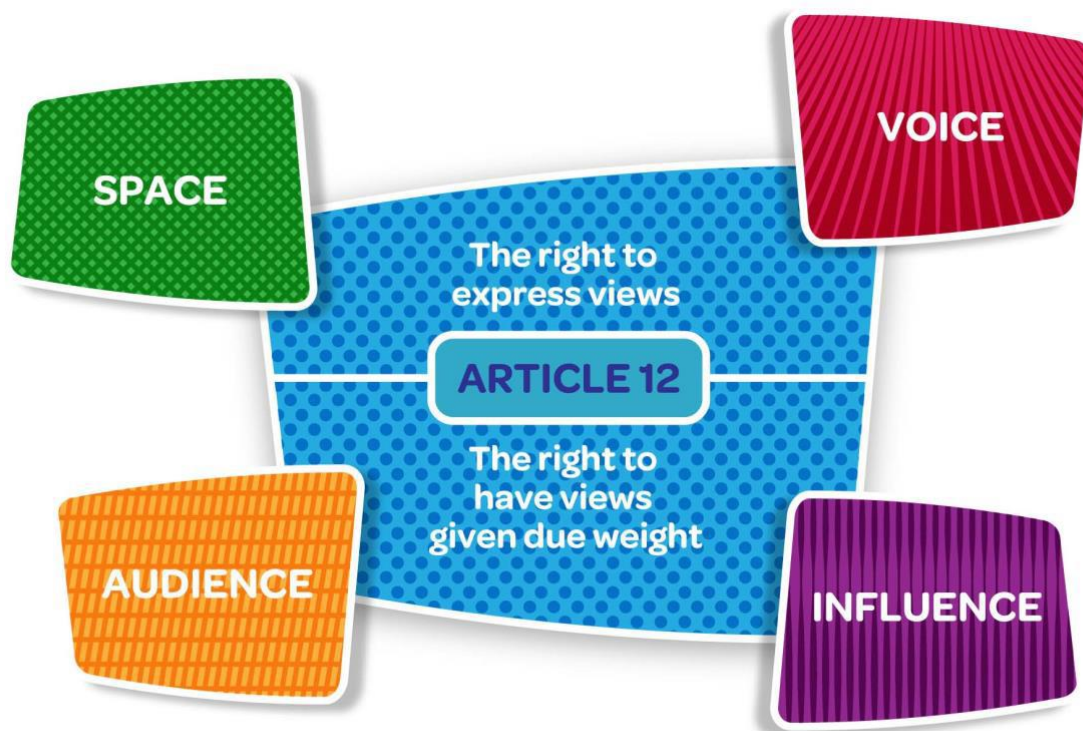 SPACE
VOICE
The right to
express views
ARTICLE 12
The right to
have views
given due weight
AUDIENCE
INFLUENCE